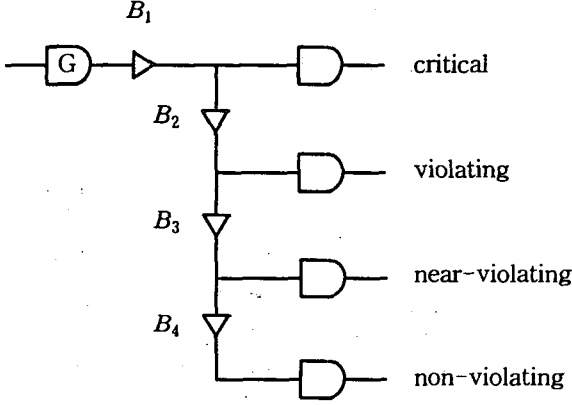 B₁
G
critical
B₂
violating
B₃
near-violating
B₄
non-violating